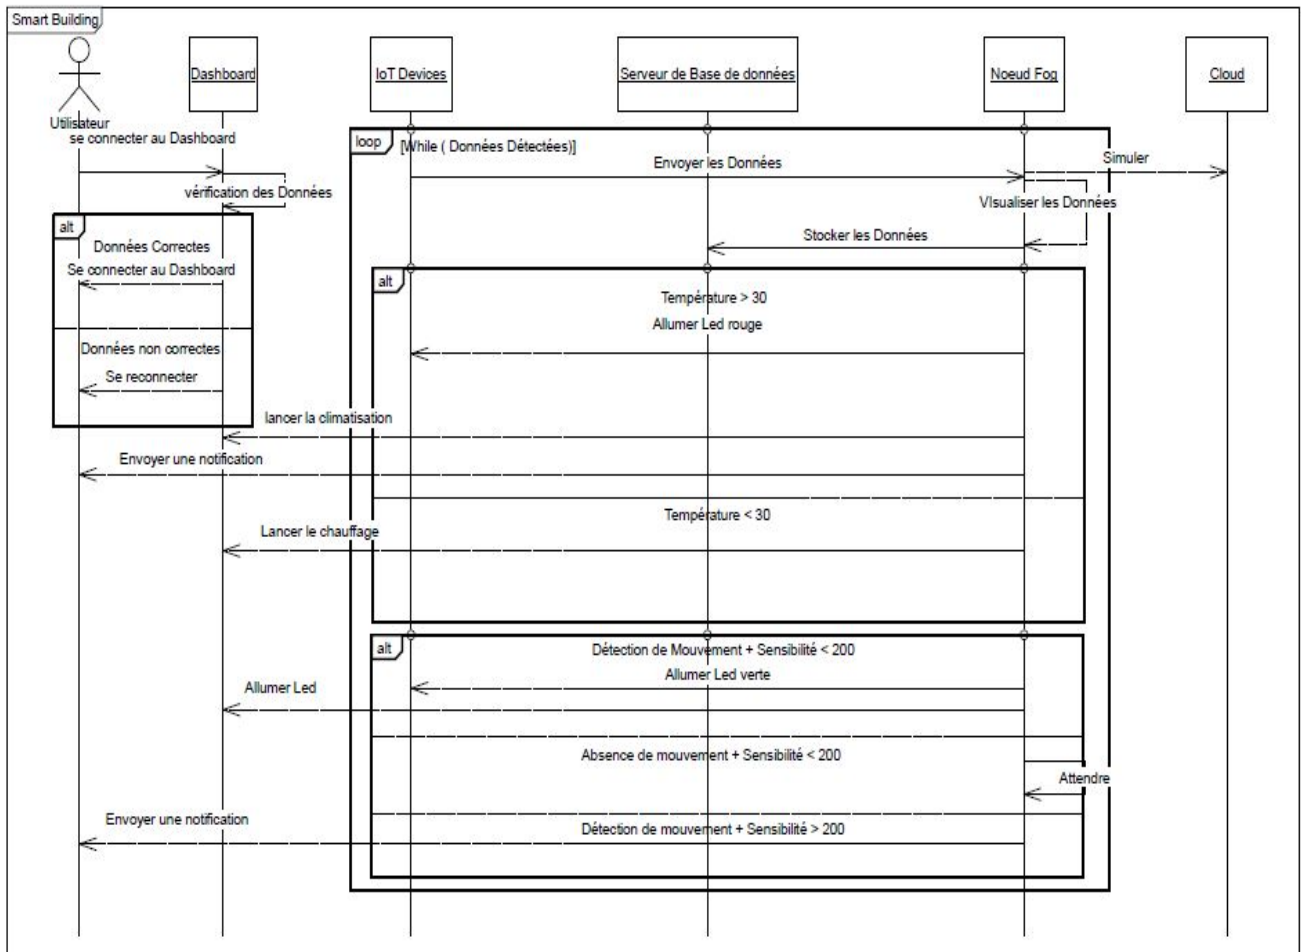 Smart Building
Dashboard
IoT Devices
Serveur de Base de données
Noeud Fog
Cloud
Utilisateur
se connecter au Dashboard
loop
[While ( Données Détectées)]
Envoyer les Données
Simuler
vérification des Données
VIsualiser les Données
alt
Données Correctes
Stocker les Données
Se connecter au Dashboard
alt
Température > 30
Allumer Led rouge
Données non correctes
Se reconnecter
lancer la climatisation
Envoyer une notification
Température < 30
Lancer le chauffage
alt
Détection de Mouvement + Sensibilité < 200
Allumer Led verte
Allumer Led
Absence de mouvement + Sensibilité < 200
Attendre
Envoyer une notification
Détection de mouvement + Sensibilité > 200